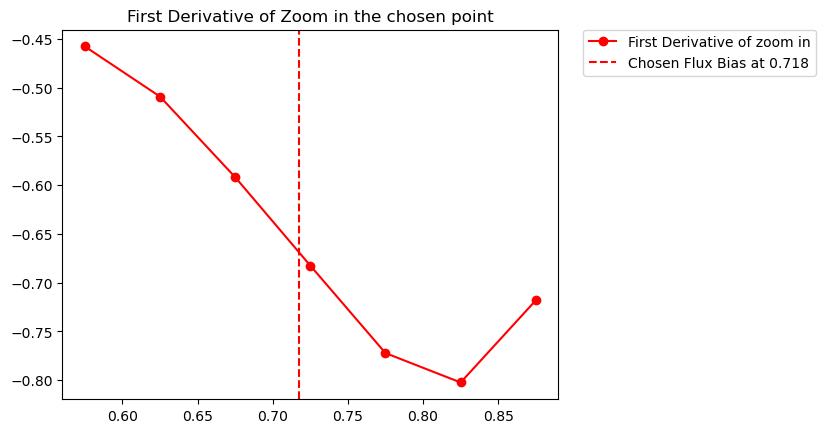 First Derivative of Zoom in the chosen point
First Derivative of zoom in
Chosen Flux Bias at 0.718
−0.45
−0.50
−0.55
−0.60
−0.65
−0.70
−0.75
−0.80
0.60 0.65 0.70 0.75 0.80 0.85